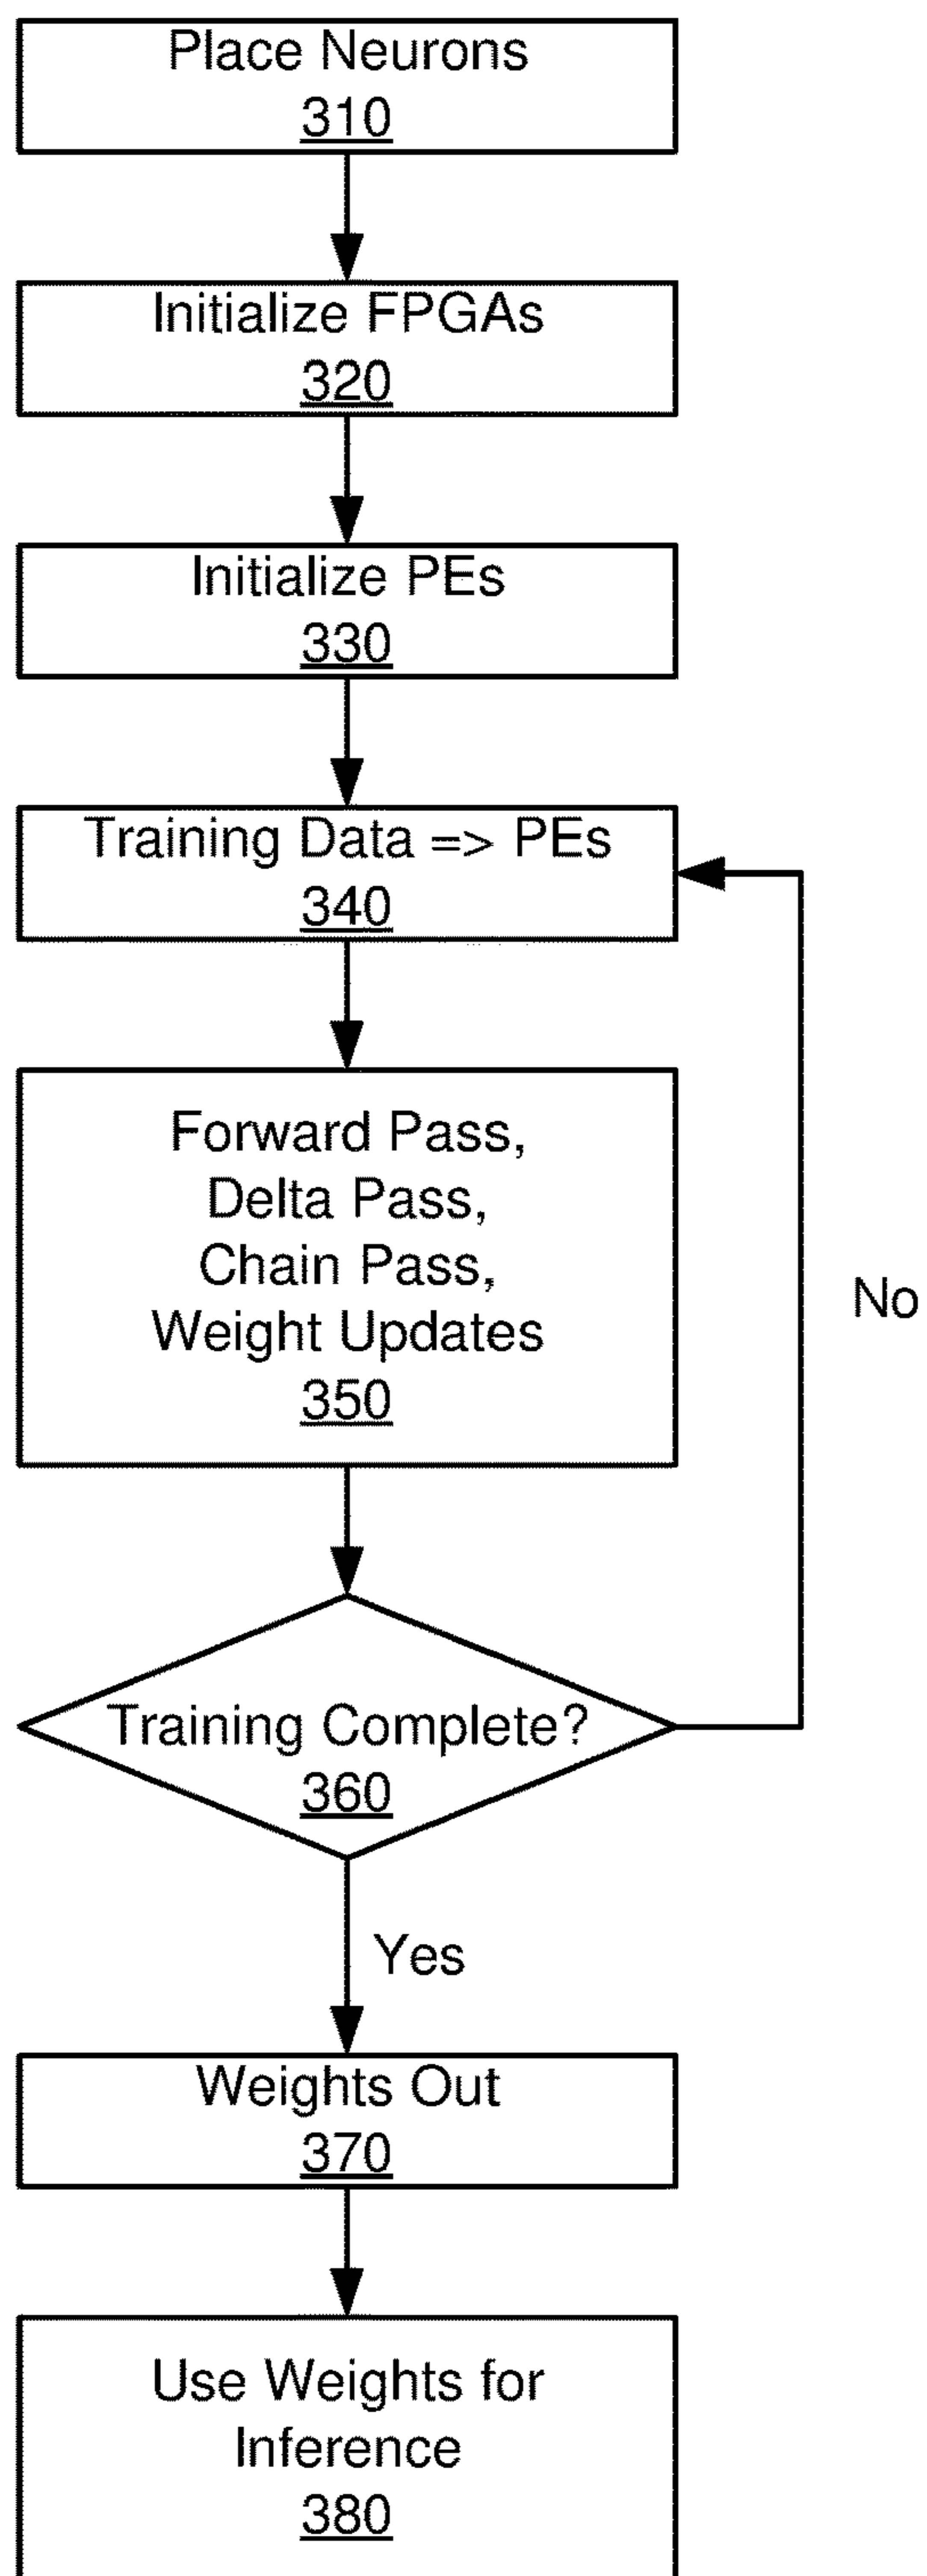 Place Neurons
310
Initialize FPGAs
320
Initialize PEs
330
Training Data => PEs
340
Forward Pass,
Delta Pass,
Chain Pass,
Weight Updates
350
No
Training Complete?
360
Yes
Weights Out
370
Use Weights for
Inference
380